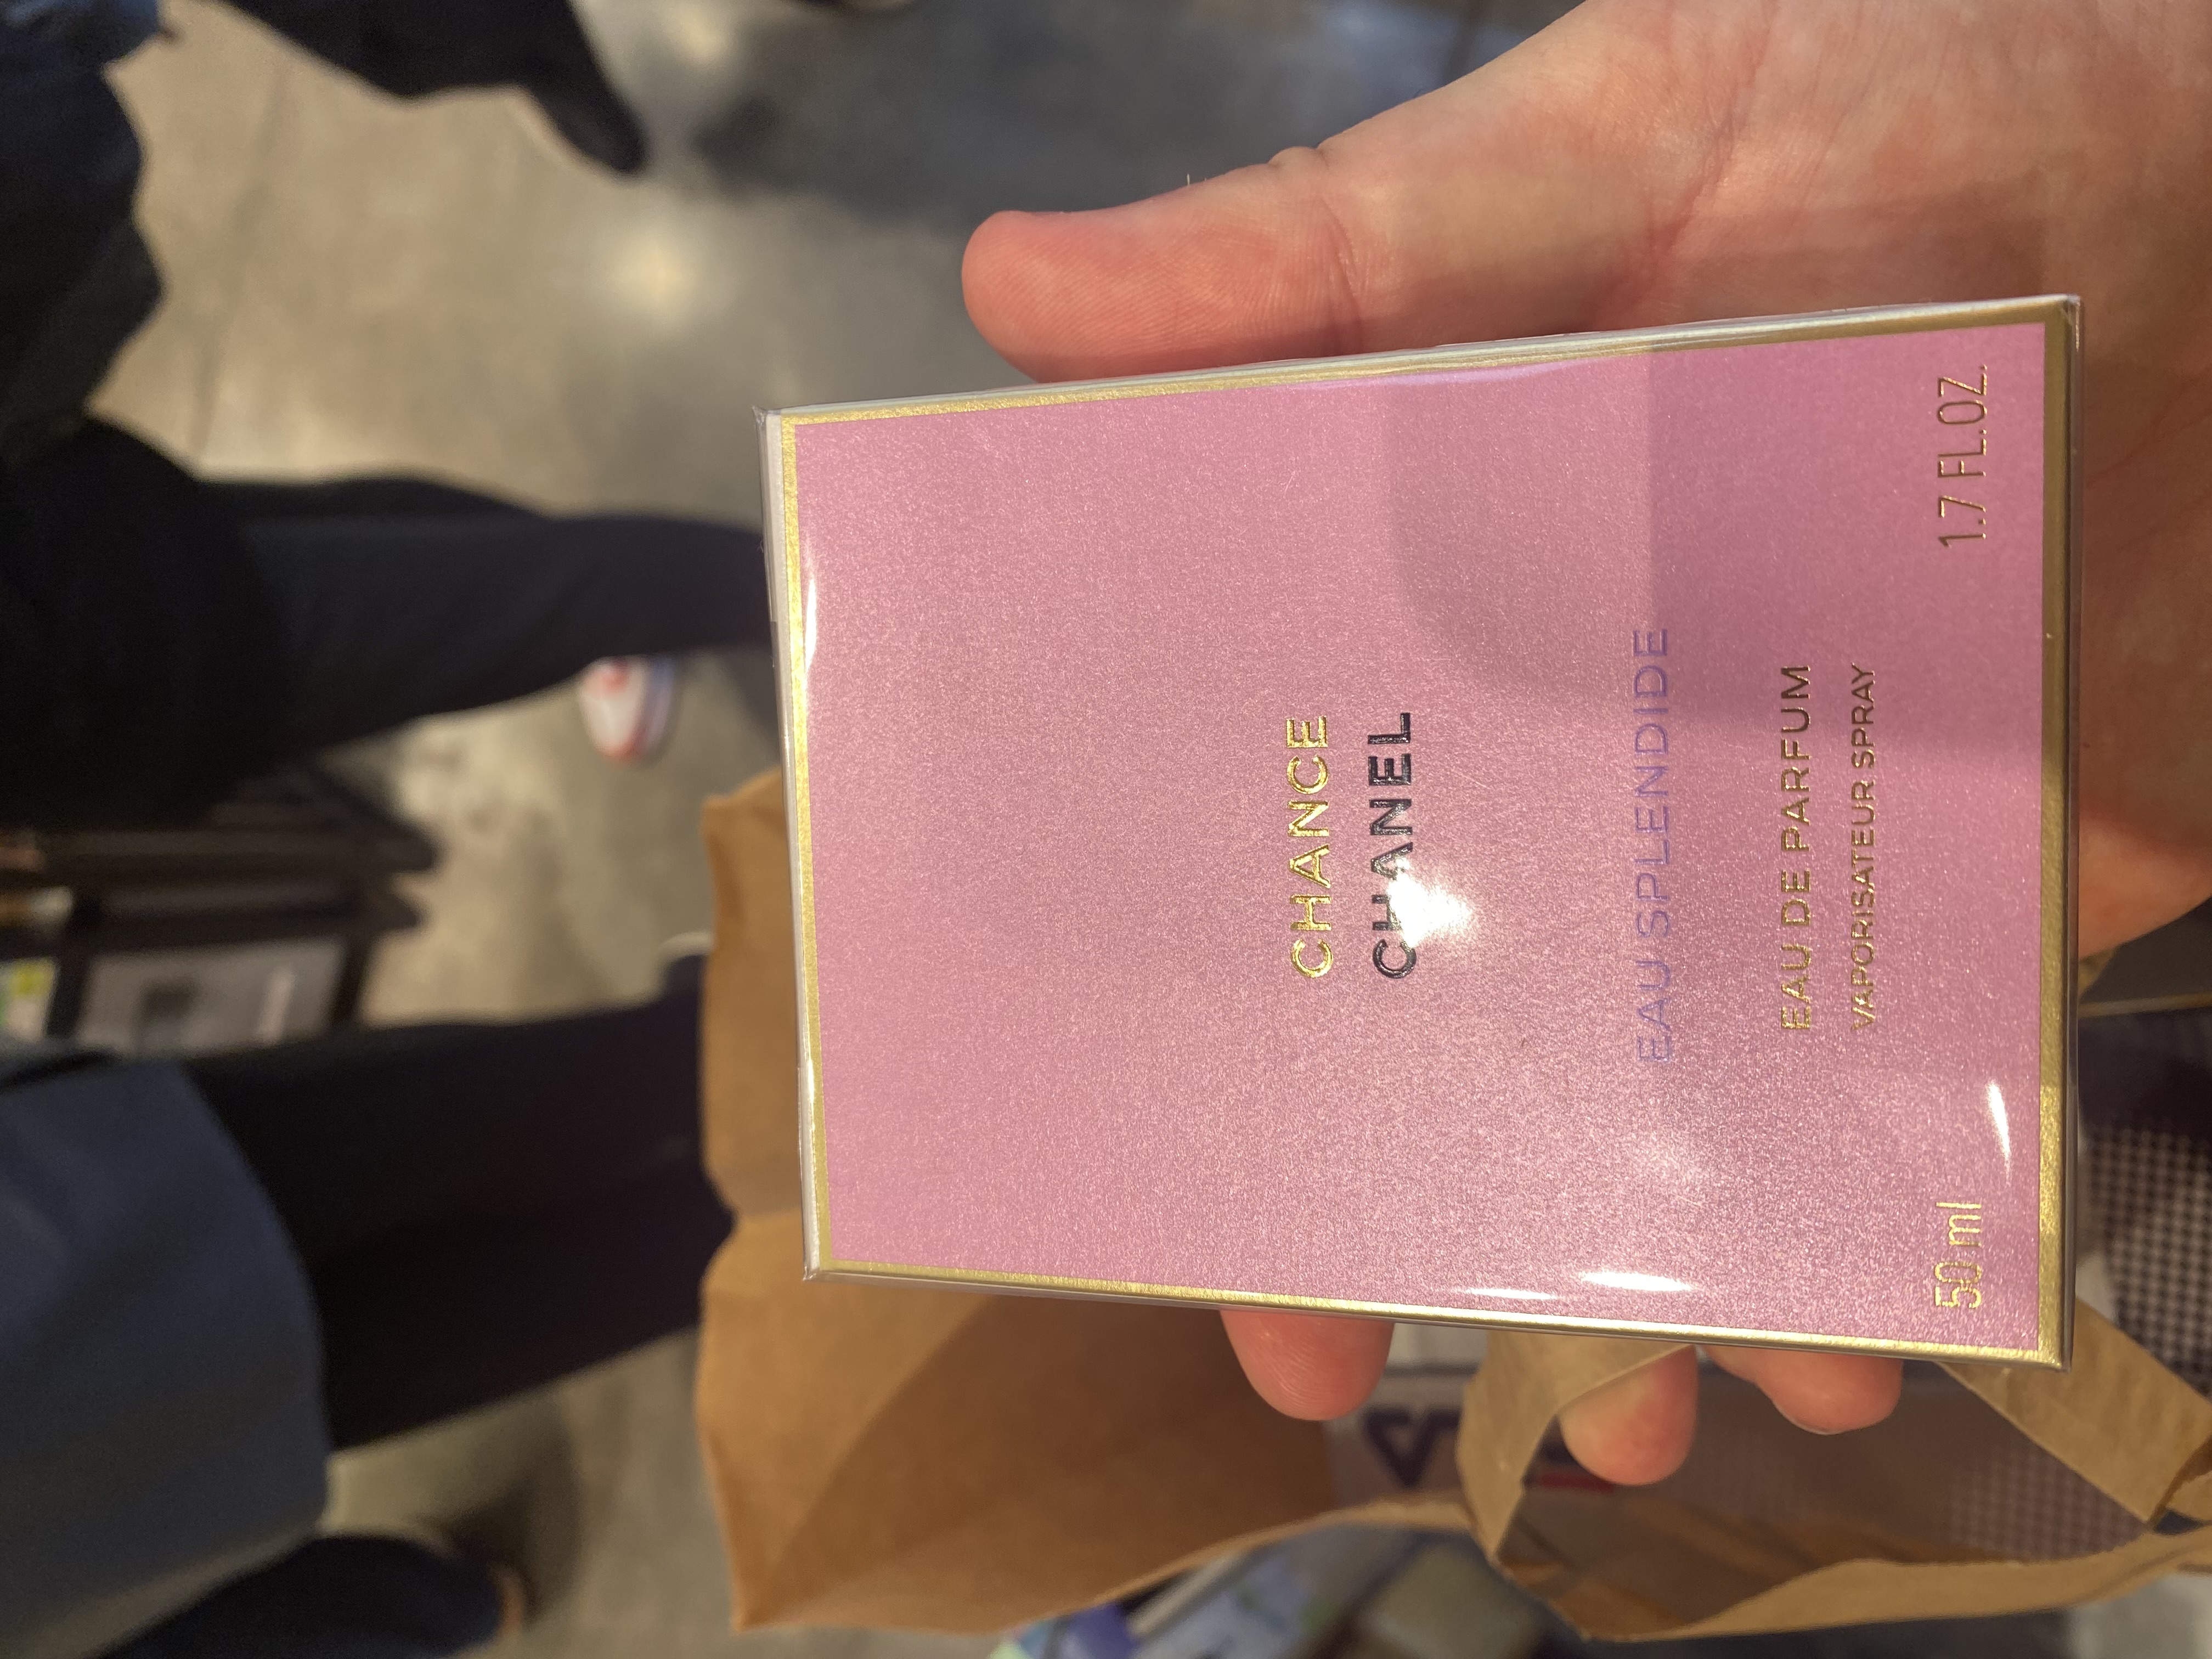 CHANCE
CHANEL
EAU SPLENDIDE
EAU DE PARFUM
VAPORISATEUR SPRAY
50 ml 1.7 FL.OZ.